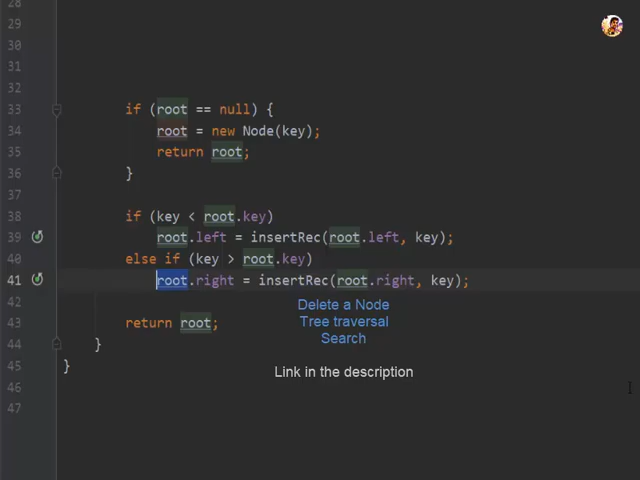 28
29
30
31
32
33 if (root == null) {
34 root = new Node(key);
35 return root;
36 }
37
38 if (key < root.key)
39 root.left = insertRec(root.left, key);
40 else if (key > root.key)
41 root.right = insertRec(root.right, key);
42
43 return root;
44 }
45 }
46
47
Delete a Node
Tree traversal
Search
Link in the description